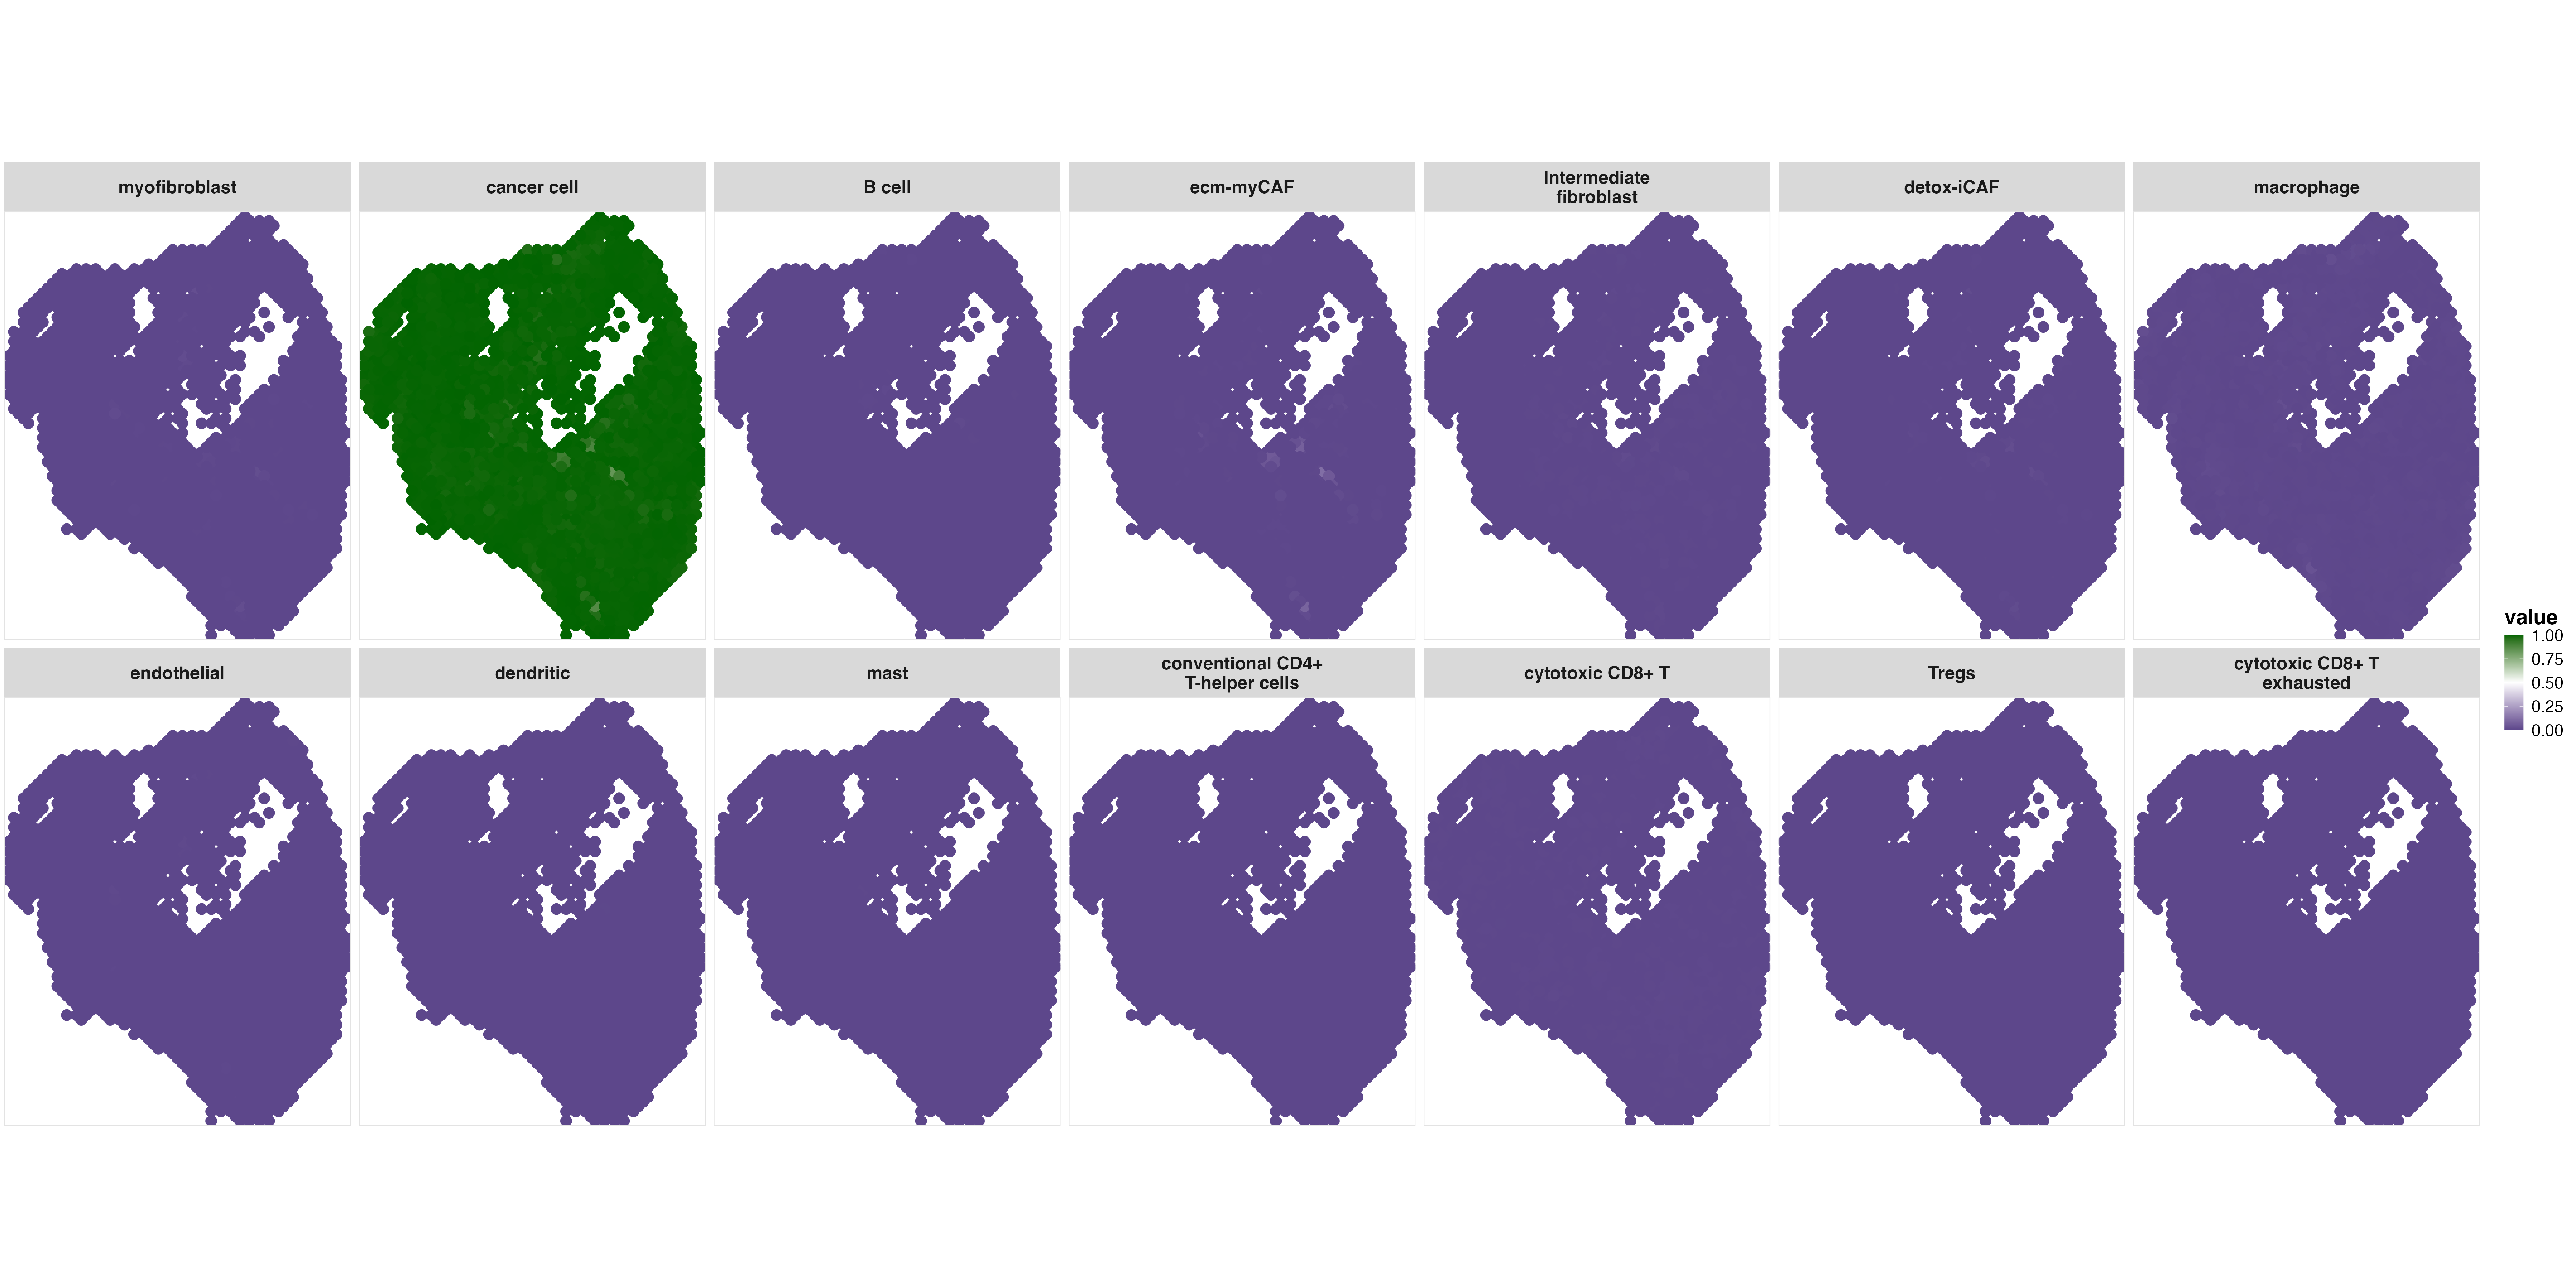 myofibroblast
cancer cell
B cell
ecm-myCAF
Intermediate
fibroblast
detox-iCAF
macrophage
endothelial
dendritic
mast
conventional CD4+
T-helper cells
cytotoxic CD8+ T
Tregs
cytotoxic CD8+ T
exhausted
value
1.00
0.75
0.50
0.25
0.00